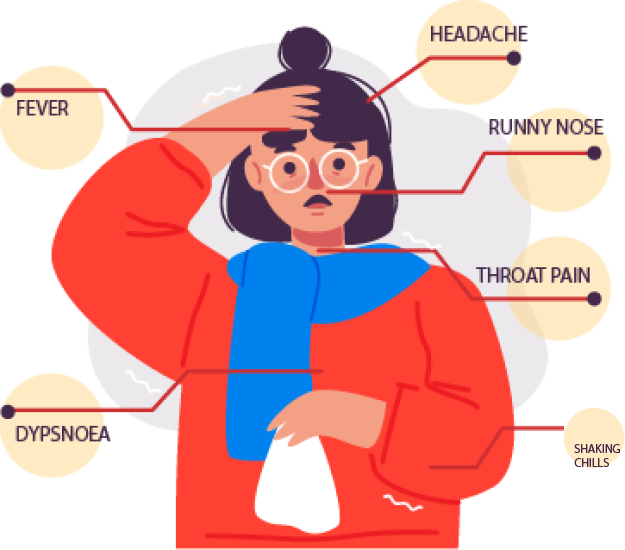 HEADACHE
FEVER
RUNNY NOSE
THROAT PAIN
DYPSNOEA
SHAKING
CHILLS